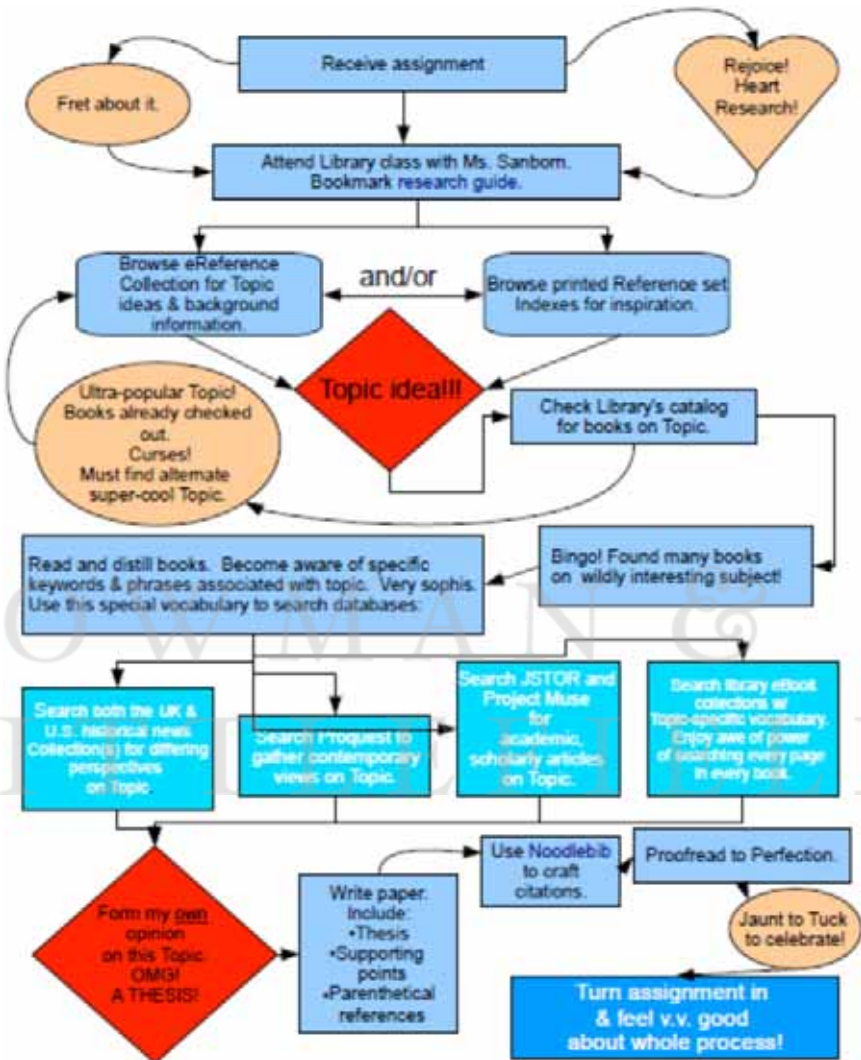 Receive assignment
Fret about it.
Rejoice!
Heart
Research!
Attend Library class with Ms. Sanborn.
Bookmark research guide.
Browse eReference
Collection for Topic
ideas & background
information.
and/or
Browse printed Reference set
Indexes for inspiration.
Topic idea!!!
Ultra-popular Topic!
Books already checked
out.
Curses!
Must find alternate
super-cool Topic.
Check Library's catalog
for books on Topic.
Bingo! Found many books
on wildly interesting subject!
Read and distill books. Become aware of specific
keywords & phrases associated with topic. Very sophis.
Use this special vocabulary to search databases:
Search both the UK &
U.S. historical news
Collection(s) for differing
perspectives
on Topic.
Search Proquest to
gather contemporary
views on Topic.
Search JSTOR and
Project Muse
for
academic,
scholarly articles
on Topic.
Search library eBook
collections w/
Topic-specific vocabulary.
Enjoy awe of power
of searching every page
in every book.
Form my own
opinion
on this Topic
OMG!
A THESIS!
Write paper.
Include:
•Thesis
•Supporting
points
•Parenthetical
references
Use Noodlebib
to craft
citations.
Proofread to Perfection.
Jaunt to Tuck
to celebrate!
Turn assignment in
& feel v.v. good
about whole process!